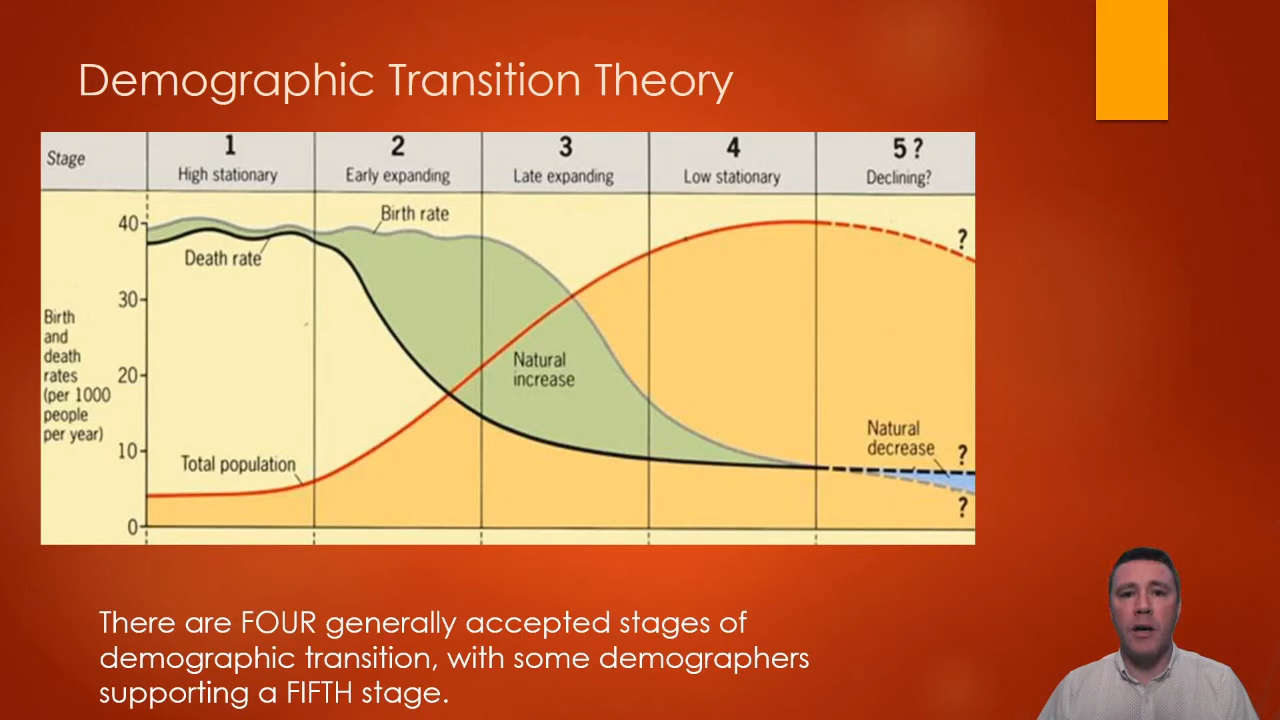 Demographic Transition Theory
Stage
1
High stationary
2
Early expanding
3
Late expanding
4
Low stationary
5 ?
Declining?
40
30
20
10
0
Birth
and
death
rates
(per 1000
people
per year)
Birth rate
Death rate
Natural
increase
Total population
Natural
decrease
?
?
?
There are FOUR generally accepted stages of
demographic transition, with some demographers
supporting a FIFTH stage.